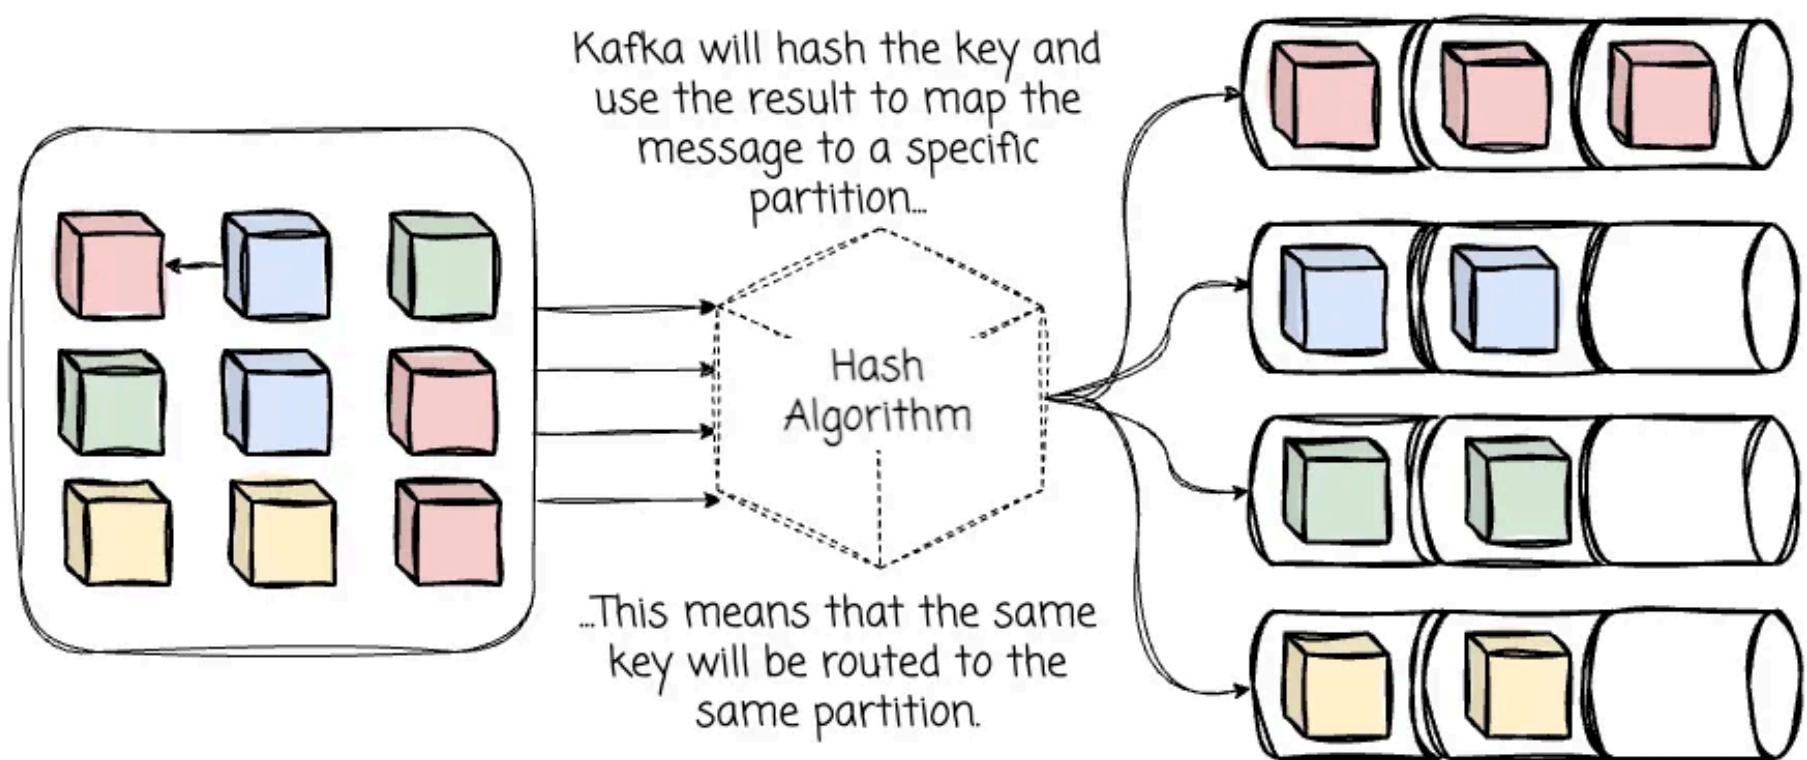 Kafka will hash the key and
use the result to map the
message to a specific
partition...
Hash
Algorithm
...This means that the same
key will be routed to the
same partition.